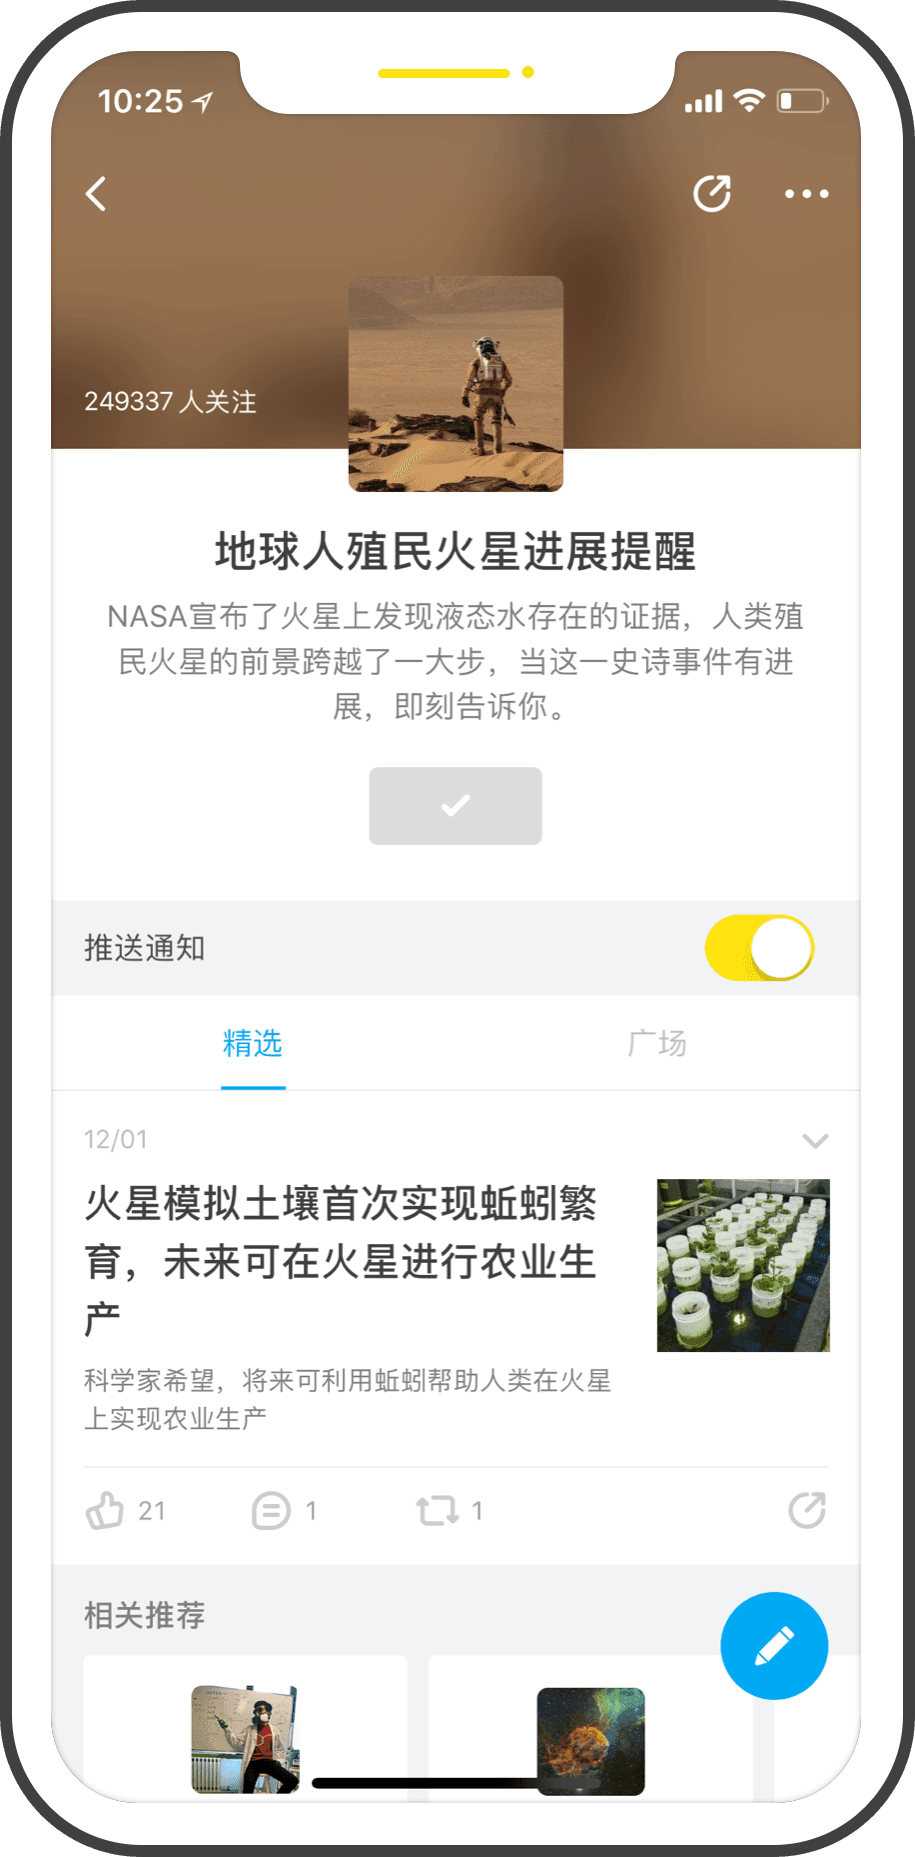 10:25
249337 人关注
地球人殖民火星进展提醒
NASA宣布了火星上发现液态水存在的证据，人类殖
民火星的前景跨越了一大步，当这一史诗事件有进
展，即刻告诉你。
推送通知
精选
广场
12/01
火星模拟土壤首次实现蚯蚓繁
育，未来可在火星进行农业生
产
科学家希望，将来可利用蚯蚓帮助人类在火星
上实现农业生产
21
1
1
相关推荐